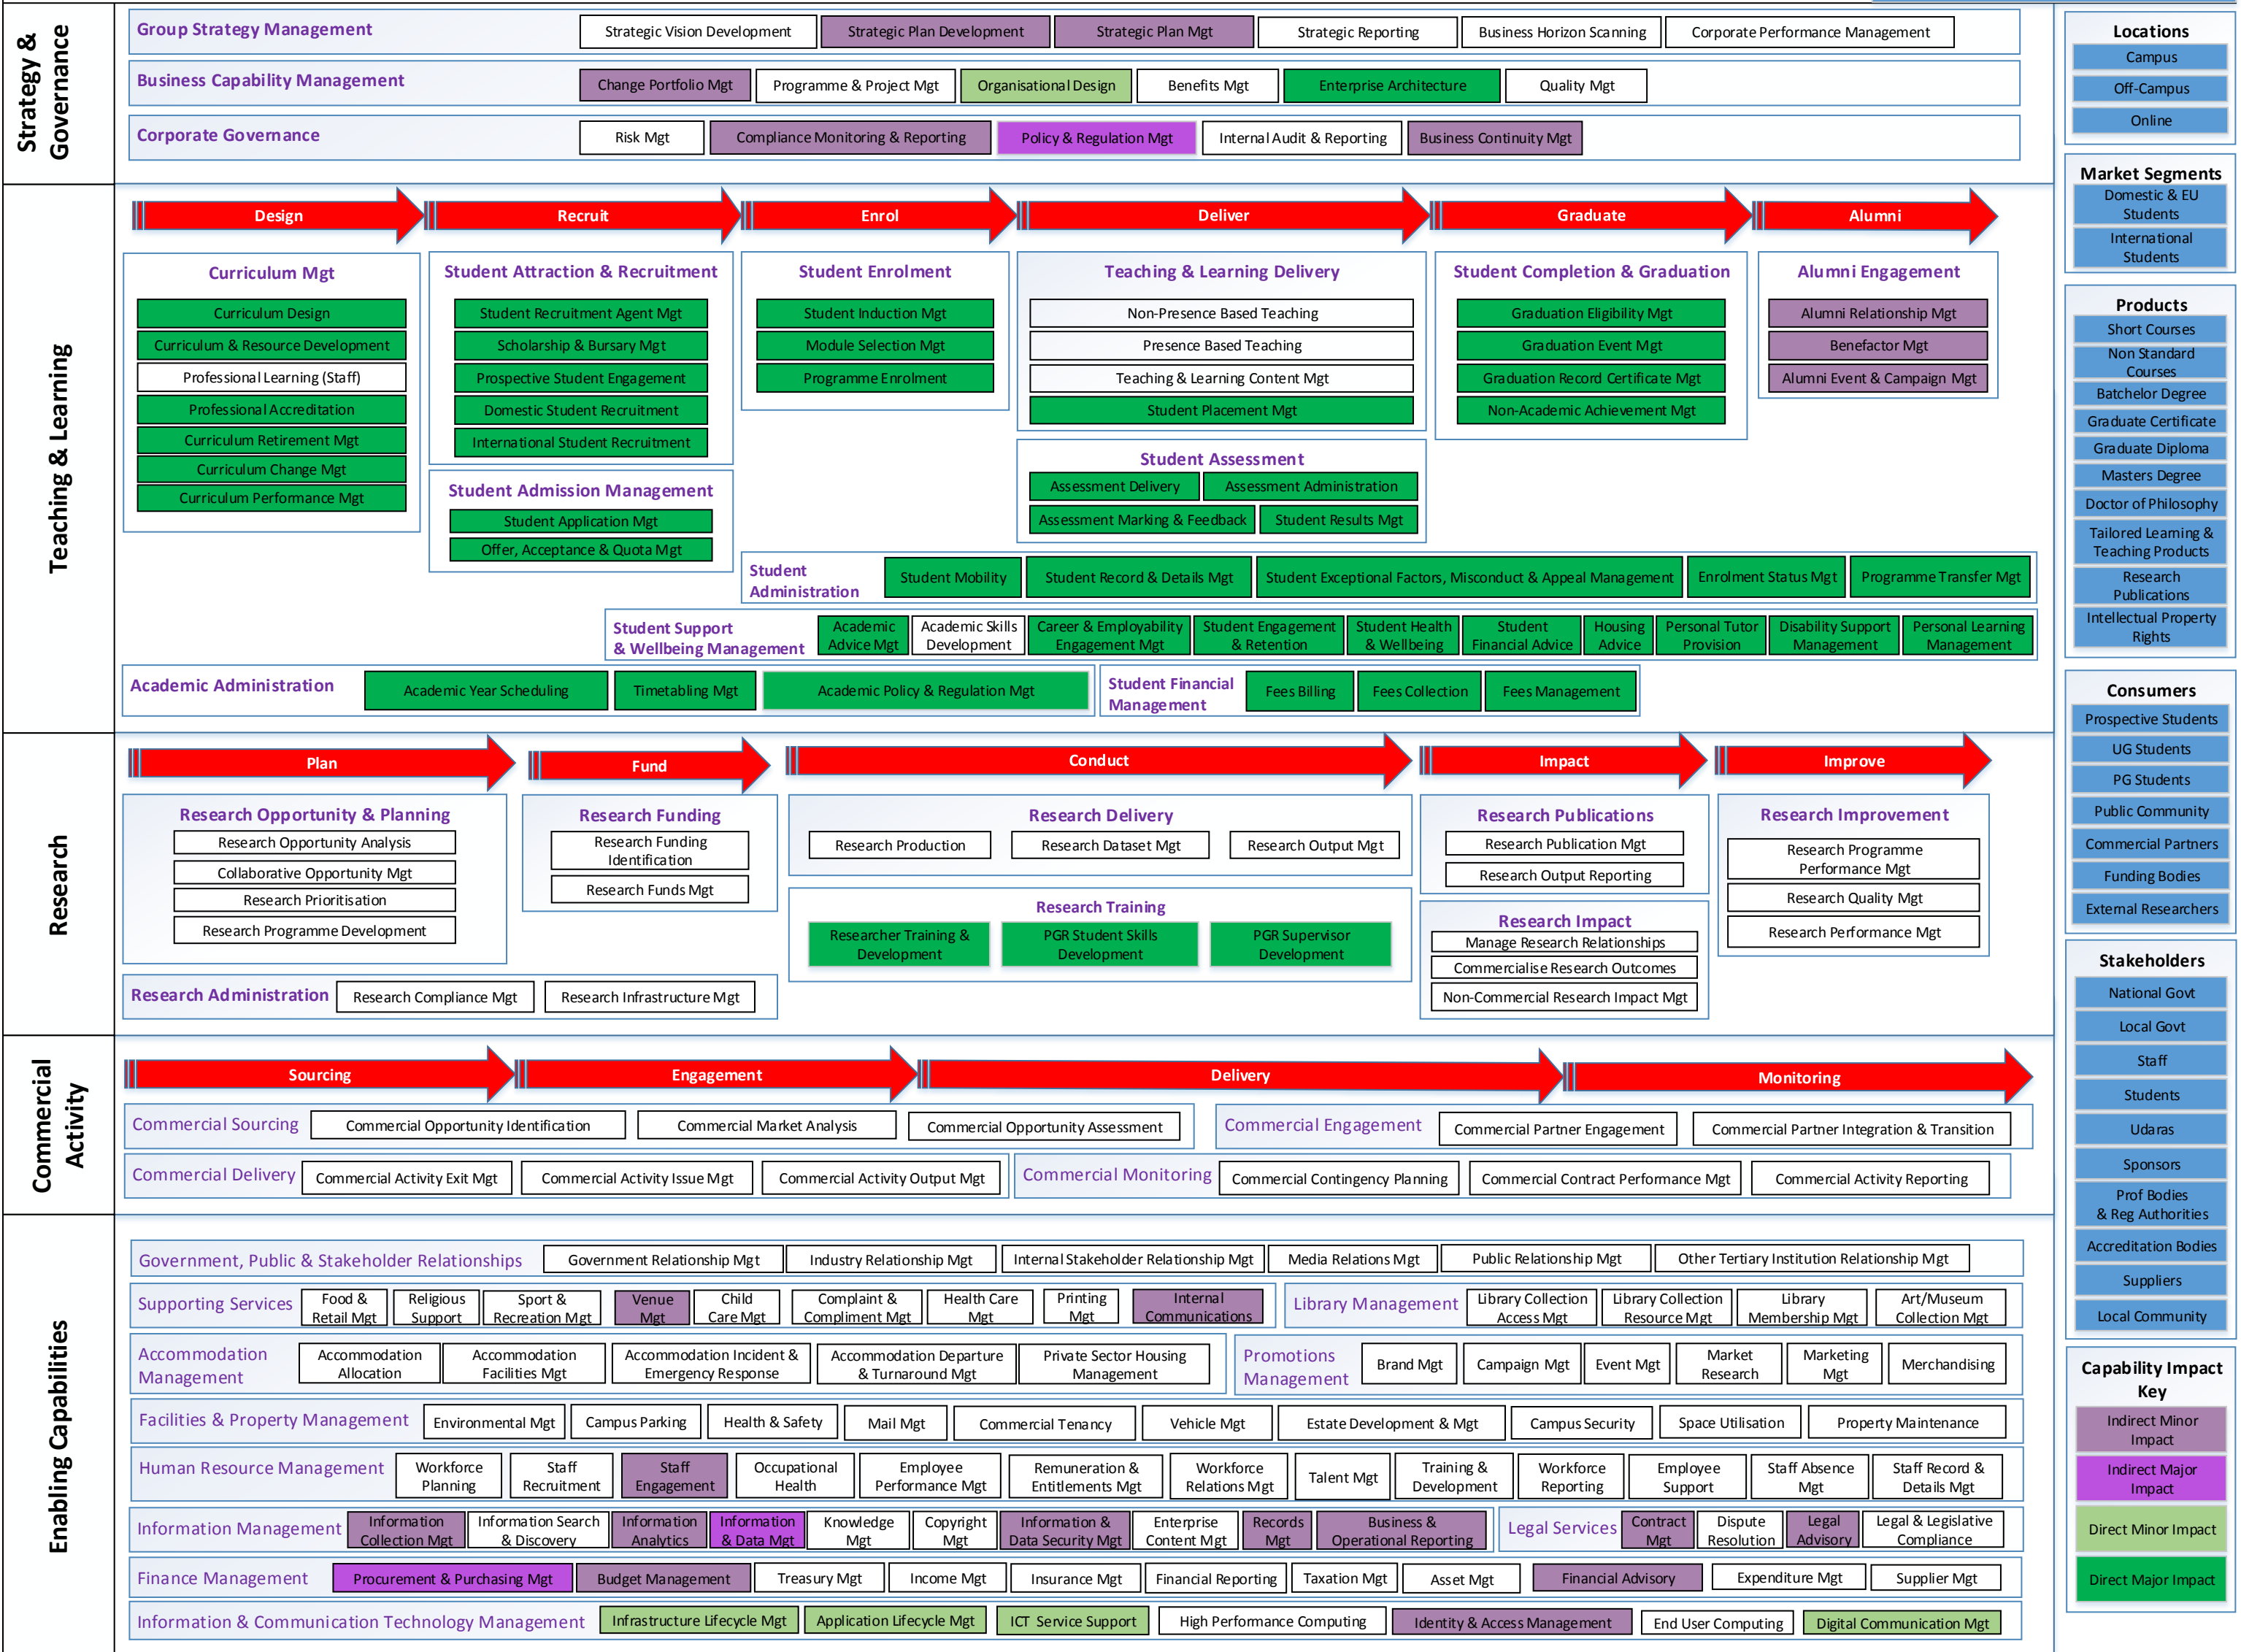 Strategy &
Governance
Group Strategy Management
Strategic Vision Development
Strategic Plan Development
Strategic Plan Mgt
Strategic Reporting
Business Horizon Scanning
Corporate Performance Management
Business Capability Management
Change Portfolio Mgt
Programme & Project Mgt
Organisational Design
Benefits Mgt
Enterprise Architecture
Quality Mgt
Corporate Governance
Risk Mgt
Compliance Monitoring & Reporting
Policy & Regulation Mgt
Internal Audit & Reporting
Business Continuity Mgt
Teaching & Learning
Design
Recruit
Enrol
Deliver
Graduate
Alumni
Curriculum Mgt
Curriculum Design
Curriculum & Resource Development
Professional Learning (Staff)
Professional Accreditation
Curriculum Retirement Mgt
Curriculum Change Mgt
Curriculum Performance Mgt
Student Attraction & Recruitment
Student Recruitment Agent Mgt
Scholarship & Bursary Mgt
Prospective Student Engagement
Domestic Student Recruitment
International Student Recruitment
Student Admission Management
Student Application Mgt
Offer, Acceptance & Quota Mgt
Student Enrolment
Student Induction Mgt
Module Selection Mgt
Programme Enrolment
Teaching & Learning Delivery
Non-Presence Based Teaching
Presence Based Teaching
Teaching & Learning Content Mgt
Student Placement Mgt
Student Assessment
Assessment Delivery
Assessment Administration
Assessment Marking & Feedback
Student Results Mgt
Student Completion & Graduation
Graduation Eligibility Mgt
Graduation Event Mgt
Graduation Record Certificate Mgt
Non-Academic Achievement Mgt
Alumni Engagement
Alumni Relationship Mgt
Benefactor Mgt
Alumni Event & Campaign Mgt
Student
Administration
Student Mobility
Student Record & Details Mgt
Student Exceptional Factors, Misconduct & Appeal Management
Enrolment Status Mgt
Programme Transfer Mgt
Student Support
& Wellbeing Management
Academic
Advice Mgt
Academic Skills
Development
Career & Employability
Engagement Mgt
Student Engagement
& Retention
Student Health
& Wellbeing
Student
Financial Advice
Housing
Advice
Personal Tutor
Provision
Disability Support
Management
Personal Learning
Management
Academic Administration
Academic Year Scheduling
Timetabling Mgt
Academic Policy & Regulation Mgt
Student Financial
Management
Fees Billing
Fees Collection
Fees Management
Research
Plan
Fund
Conduct
Impact
Improve
Research Opportunity & Planning
Research Opportunity Analysis
Collaborative Opportunity Mgt
Research Prioritisation
Research Programme Development
Research Funding
Research Funding
Identification
Research Funds Mgt
Research Delivery
Research Production
Research Dataset Mgt
Research Output Mgt
Research Training
Researcher Training &
Development
PGR Student Skills
Development
PGR Supervisor
Development
Research Publications
Research Publication Mgt
Research Output Reporting
Research Impact
Manage Research Relationships
Commercialise Research Outcomes
Non-Commercial Research Impact Mgt
Research Improvement
Research Programme
Performance Mgt
Research Quality Mgt
Research Performance Mgt
Research Administration
Research Compliance Mgt
Research Infrastructure Mgt
Commercial
Activity
Sourcing
Engagement
Delivery
Monitoring
Commercial Sourcing
Commercial Opportunity Identification
Commercial Market Analysis
Commercial Opportunity Assessment
Commercial Engagement
Commercial Partner Engagement
Commercial Partner Integration & Transition
Commercial Delivery
Commercial Activity Exit Mgt
Commercial Activity Issue Mgt
Commercial Activity Output Mgt
Commercial Monitoring
Commercial Contingency Planning
Commercial Contract Performance Mgt
Commercial Activity Reporting
Enabling Capabilities
Government, Public & Stakeholder Relationships
Government Relationship Mgt
Industry Relationship Mgt
Internal Stakeholder Relationship Mgt
Media Relations Mgt
Public Relationship Mgt
Other Tertiary Institution Relationship Mgt
Supporting Services
Food &
Retail Mgt
Religious
Support
Sport &
Recreation Mgt
Venue
Mgt
Child
Care Mgt
Complaint &
Compliment Mgt
Health Care
Mgt
Printing
Mgt
Internal
Communications
Library Management
Library Collection
Access Mgt
Library Collection
Resource Mgt
Library
Membership Mgt
Art/Museum
Collection Mgt
Accommodation
Management
Accommodation
Allocation
Accommodation
Facilities Mgt
Accommodation Incident &
Emergency Response
Accommodation Departure
& Turnaround Mgt
Private Sector Housing
Management
Promotions
Management
Brand Mgt
Campaign Mgt
Event Mgt
Market
Research
Marketing
Mgt
Merchandising
Facilities & Property Management
Environmental Mgt
Campus Parking
Health & Safety
Mail Mgt
Commercial Tenancy
Vehicle Mgt
Estate Development & Mgt
Campus Security
Space Utilisation
Property Maintenance
Human Resource Management
Workforce
Planning
Staff
Recruitment
Staff
Engagement
Occupational
Health
Employee
Performance Mgt
Remuneration &
Entitlements Mgt
Workforce
Relations Mgt
Talent Mgt
Training &
Development
Workforce
Reporting
Employee
Support
Staff Absence
Mgt
Staff Record &
Details Mgt
Information Management
Information
Collection Mgt
Information Search
& Discovery
Information
Analytics
Information
& Data Mgt
Knowledge
Mgt
Copyright
Mgt
Information &
Data Security Mgt
Enterprise
Content Mgt
Records
Mgt
Business &
Operational Reporting
Legal Services
Contract
Mgt
Dispute
Resolution
Legal
Advisory
Legal & Legislative
Compliance
Finance Management
Procurement & Purchasing Mgt
Budget Management
Treasury Mgt
Income Mgt
Insurance Mgt
Financial Reporting
Taxation Mgt
Asset Mgt
Financial Advisory
Expenditure Mgt
Supplier Mgt
Information & Communication Technology Management
Infrastructure Lifecycle Mgt
Application Lifecycle Mgt
ICT Service Support
High Performance Computing
Identity & Access Management
End User Computing
Digital Communication Mgt
Locations
Campus
Off-Campus
Online
Market Segments
Domestic & EU
Students
International
Students
Products
Short Courses
Non Standard
Courses
Batchelor Degree
Graduate Certificate
Graduate Diploma
Masters Degree
Doctor of Philosophy
Tailored Learning &
Teaching Products
Research
Publications
Intellectual Property
Rights
Consumers
Prospective Students
UG Students
PG Students
Public Community
Commercial Partners
Funding Bodies
External Researchers
Stakeholders
National Govt
Local Govt
Staff
Students
Udaras
Sponsors
Prof Bodies
& Reg Authorities
Accreditation Bodies
Suppliers
Local Community
Capability Impact
Key
Indirect Minor
Impact
Indirect Major
Impact
Direct Minor Impact
Direct Major Impact